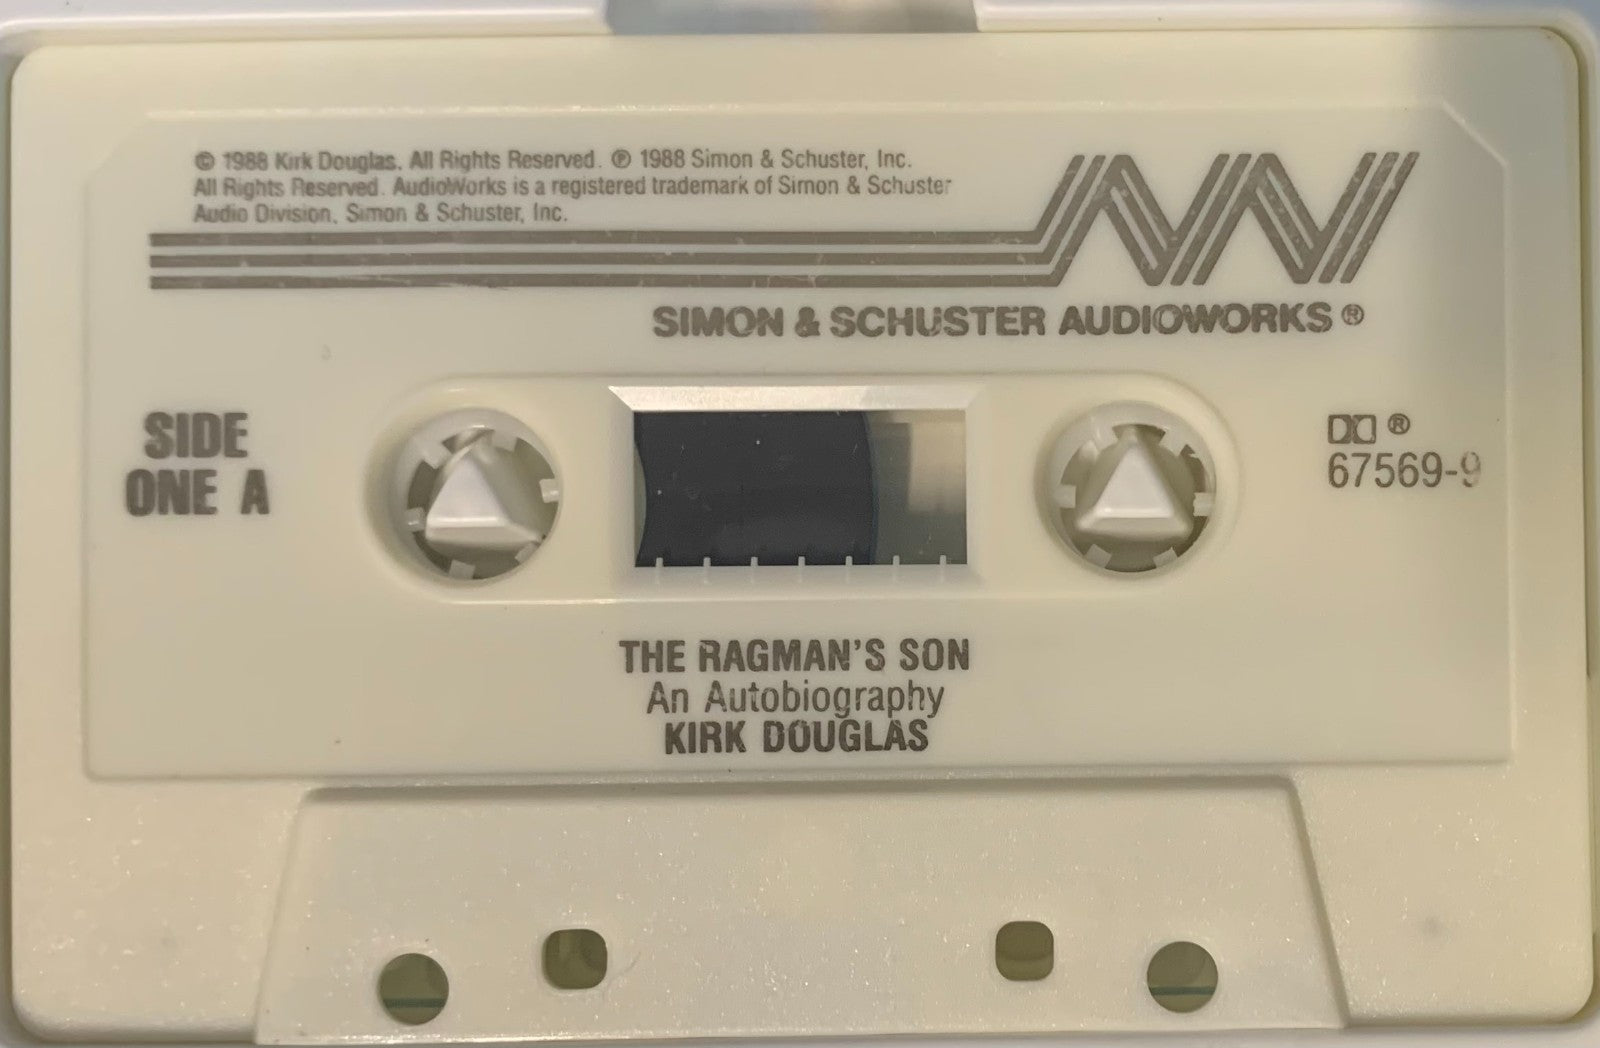 © 1988 Kirk Douglas. All Rights Reserved. ℗ 1988 Simon & Schuster, Inc.
All Rights Reserved. AudioWorks is a registered trademark of Simon & Schuster
Audio Division, Simon & Schuster, Inc.
SIMON & SCHUSTER AUDIOWORKS®
SIDE
ONE A
®
67569-9
THE RAGMAN'S SON
An Autobiography
KIRK DOUGLAS